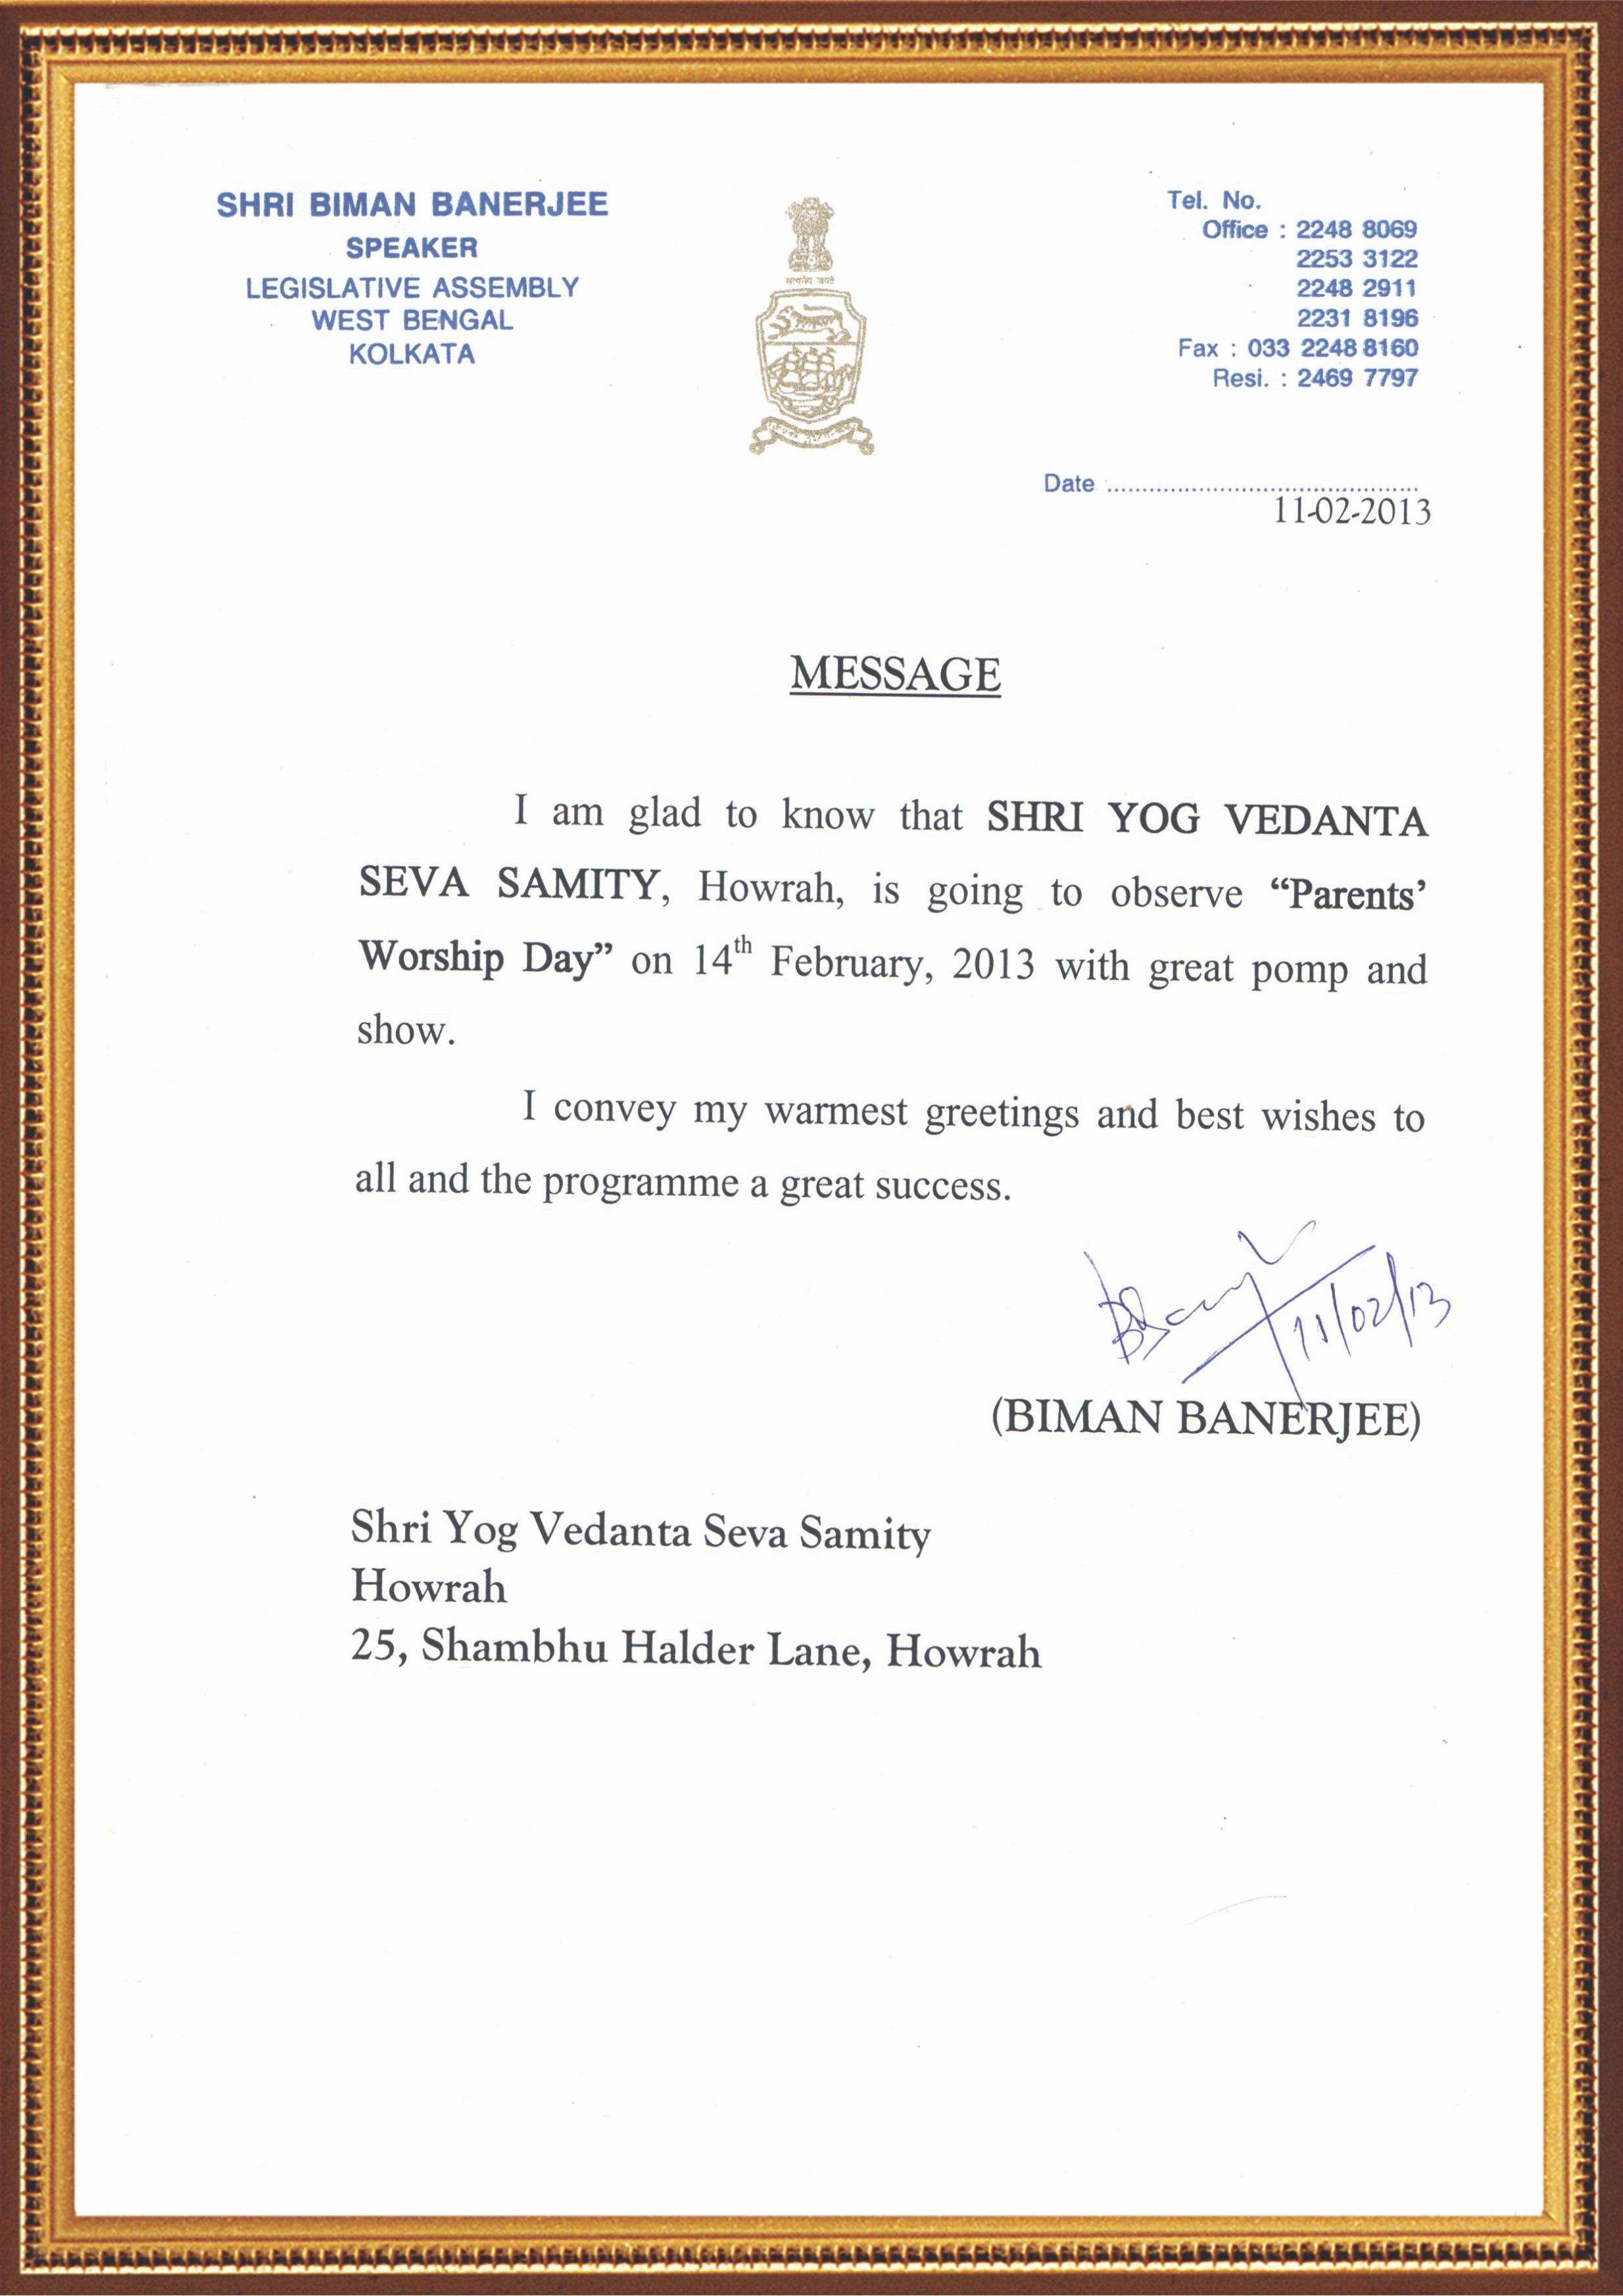 SHRI BIMAN BANERJEE
SPEAKER
LEGISLATIVE ASSEMBLY
WEST BENGAL
KOLKATA
सत्यमेव जयते
Tel. No.
Office : 2248 8069
2253 3122
2248 2911
2231 8196
Fax : 033 2248 8160
Resi. : 2469 7797
Date ............................................
11-02-2013
MESSAGE
I am glad to know that SHRI YOG VEDANTA
SEVA SAMITY, Howrah, is going to observe “Parents’
Worship Day” on 14th February, 2013 with great pomp and
show.
I convey my warmest greetings and best wishes to
all and the programme a great success.
11/02/13
(BIMAN BANERJEE)
Shri Yog Vedanta Seva Samity
Howrah
25, Shambhu Halder Lane, Howrah